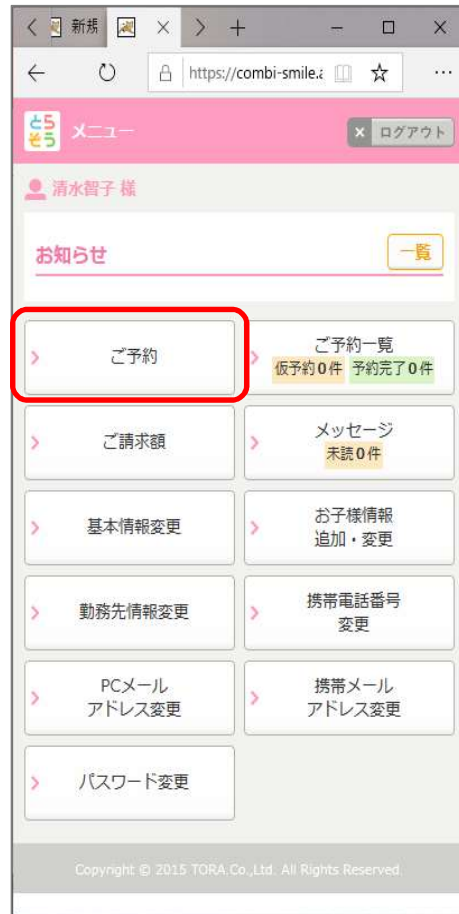 新規
https://combi-smile.a
とら
そう
メニュー
× ログアウト
清水智子 様
お知らせ
一覧
ご予約
ご予約一覧
仮予約0件 予約完了0件
ご請求額
メッセージ
未読0件
基本情報変更
お子様情報
追加・変更
勤務先情報変更
携帯電話番号
変更
PCメール
アドレス変更
携帯メール
アドレス変更
パスワード変更
Copyright © 2015 TORA.Co.,Ltd. All Rights Reserved.